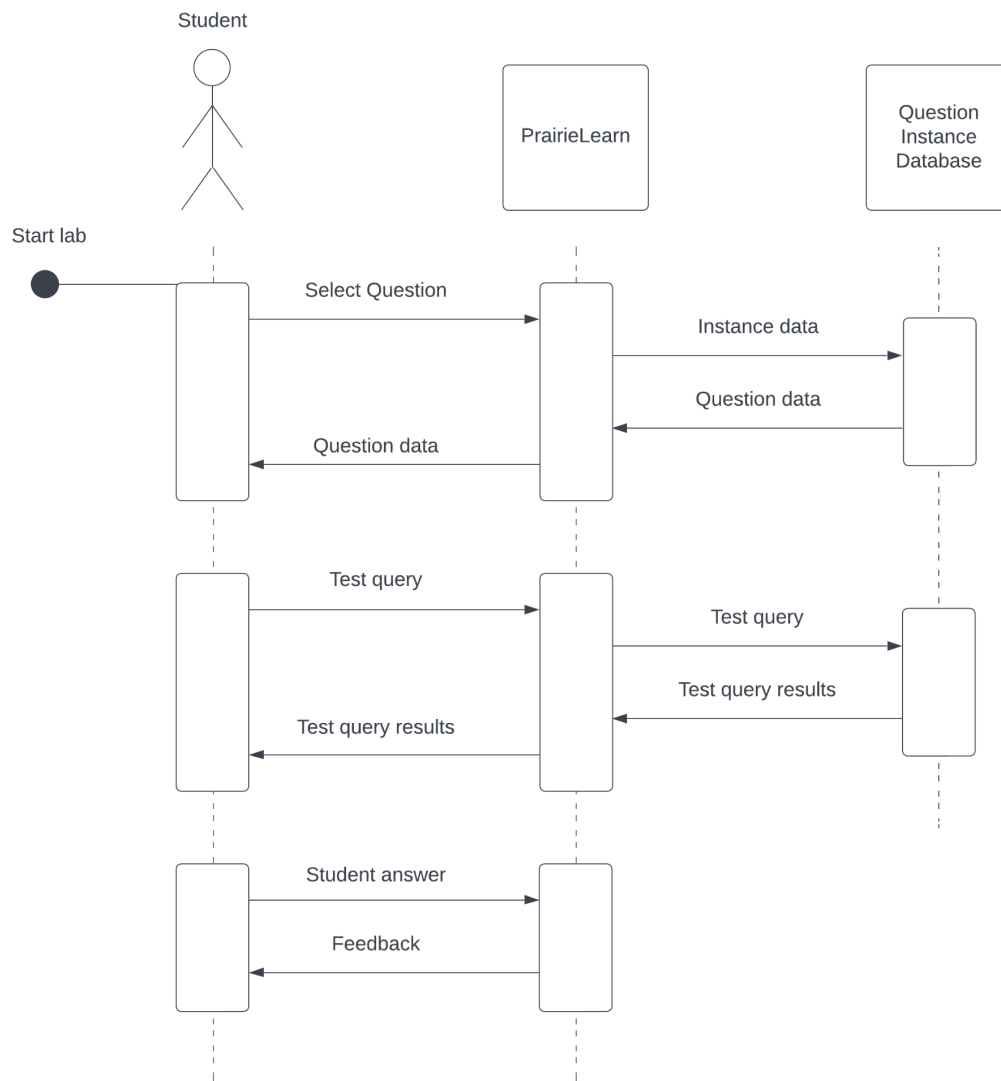 Student
PrairieLearn
Question
Instance
Database
Start lab
Select Question
Instance data
Question data
Question data
Test query
Test query
Test query results
Test query results
Student answer
Feedback